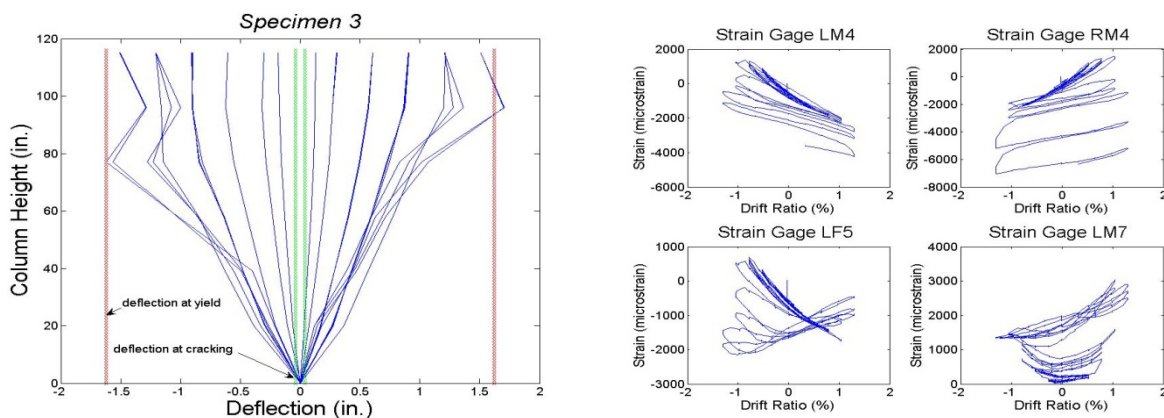 Specimen 3
120
100
80
60
40
20
0
Column Height (in.)
deflection at yield
deflection at cracking
-2 -1.5 -1 -0.5 0 0.5 1 1.5 2
Deflection (in.)
Strain Gage LM4
2000
0
-2000
-4000
-6000
Strain (microstrain)
-2 -1 0 1 2
Drift Ratio (%)
Strain Gage RM4
2000
0
-2000
-4000
-6000
-8000
Strain (microstrain)
-2 -1 0 1 2
Drift Ratio (%)
Strain Gage LF5
1000
0
-1000
-2000
-3000
Strain (microstrain)
-2 -1 0 1 2
Drift Ratio (%)
Strain Gage LM7
4000
3000
2000
1000
0
Strain (microstrain)
-2 -1 0 1 2
Drift Ratio (%)